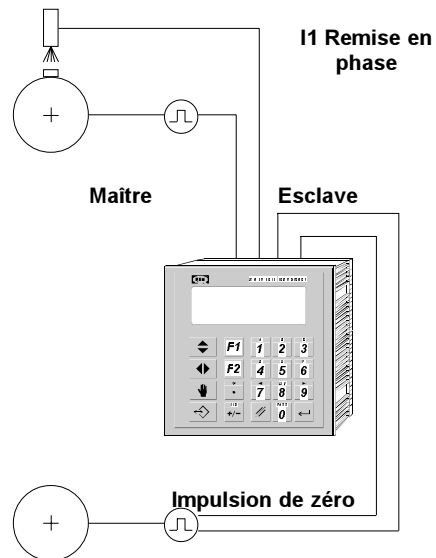 I1 Remise en
phase
Maître
Esclave
F1 1 2 3
F2 4 5 6
7 8 9
+/- 0
Impulsion de zéro